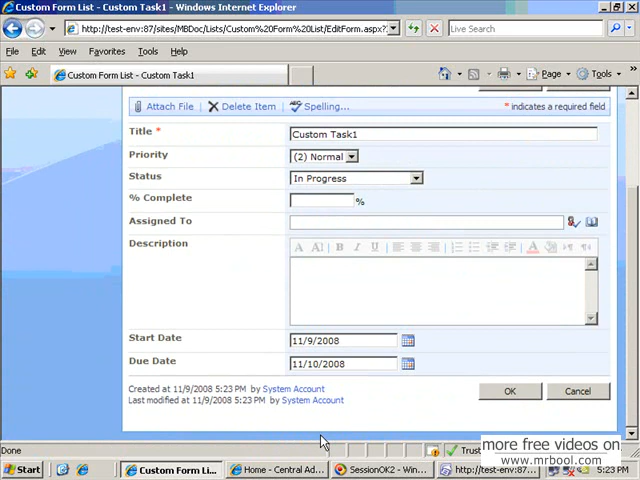 Custom Form List - Custom Task1 - Windows Internet Explorer
http://test-env:87/sites/MBDoc/Lists/Custom%20Form%20List/EditForm.aspx?
Live Search
File Edit View Favorites Tools Help
Custom Form List - Custom Task1
Page Tools
Attach File Delete Item Spelling... * indicates a required field
Title * Custom Task1
Priority (2) Normal
Status In Progress
% Complete %
Assigned To
Description
A A B I U A
Start Date 11/9/2008
Due Date 11/10/2008
Created at 11/9/2008 5:23 PM by System Account
Last modified at 11/9/2008 5:23 PM by System Account
OK Cancel
Done Trust
more free videos on
www.mrbool.com
Start Custom Form Li... Home - Central Ad... SessionOK2 - Win... http://test-env:87... 5:23 PM